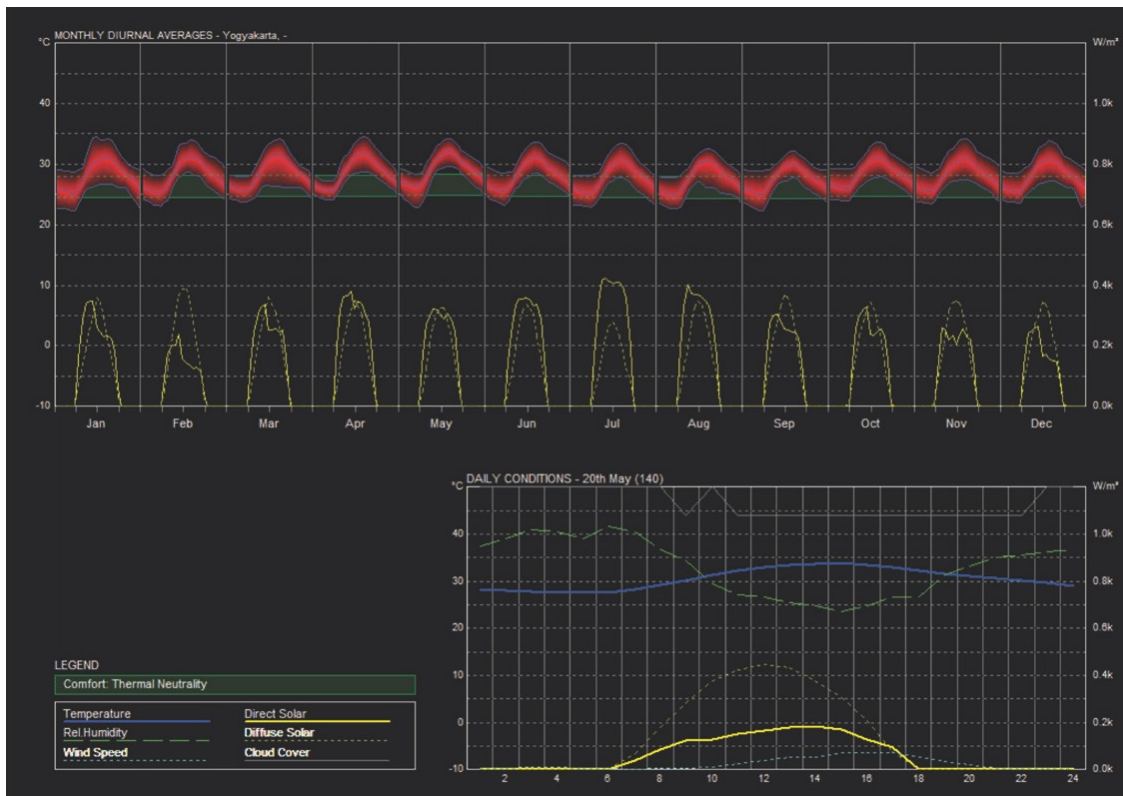 MONTHLY DIURNAL AVERAGES - Yogyakarta, -
°C W/m²
40 1.0k
30 0.8k
20 0.6k
10 0.4k
0 0.2k
-10 0.0k
Jan Feb Mar Apr May Jun Jul Aug Sep Oct Nov Dec
DAILY CONDITIONS - 20th May (140)
°C W/m²
40 1.0k
30 0.8k
20 0.6k
10 0.4k
0 0.2k
-10 0.0k
2 4 6 8 10 12 14 16 18 20 22 24
LEGEND
Comfort: Thermal Neutrality
Temperature Direct Solar
Rel.Humidity Diffuse Solar
Wind Speed Cloud Cover